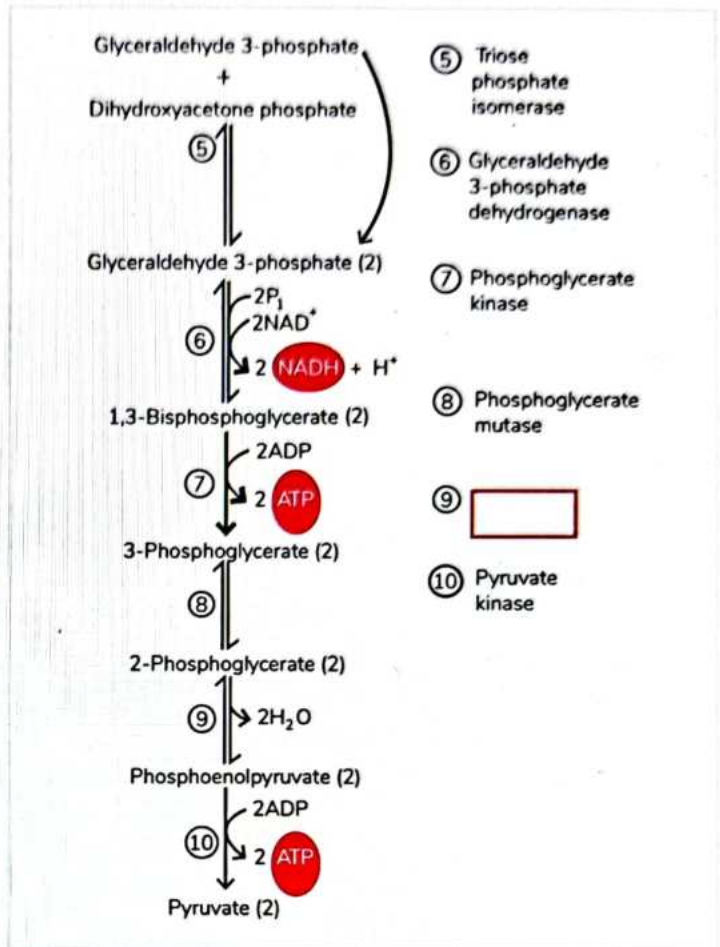 Glyceraldehyde 3-phosphate
+
Dihydroxyacetone phosphate
⑤
Glyceraldehyde 3-phosphate (2)
2Pᵢ
2NAD⁺
⑥
2 NADH + H⁺
1,3-Bisphosphoglycerate (2)
2ADP
⑦
2 ATP
3-Phosphoglycerate (2)
⑧
2-Phosphoglycerate (2)
⑨ 2H₂O
Phosphoenolpyruvate (2)
2ADP
⑩
2 ATP
Pyruvate (2)
⑤ Triose
phosphate
isomerase
⑥ Glyceraldehyde
3-phosphate
dehydrogenase
⑦ Phosphoglycerate
kinase
⑧ Phosphoglycerate
mutase
⑨
⑩ Pyruvate
kinase